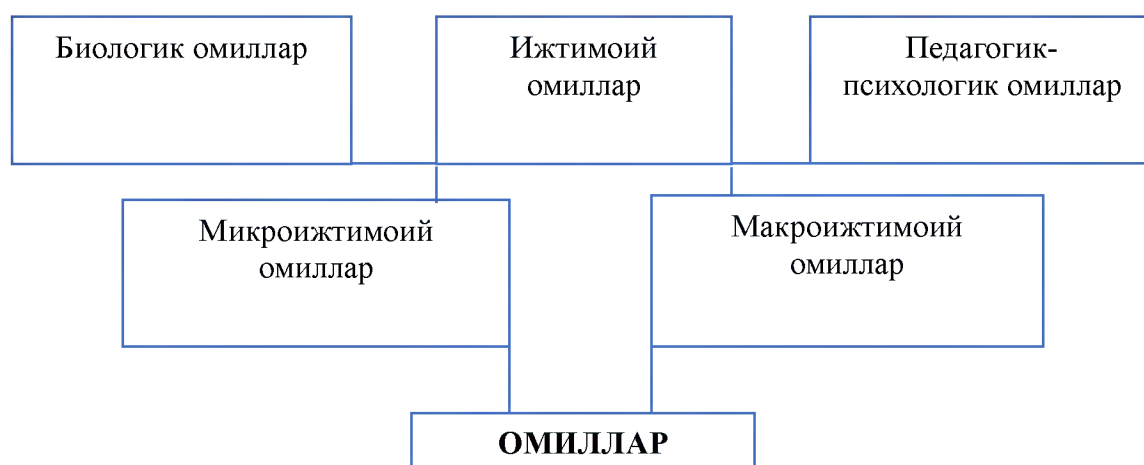 Биологик омиллар
Ижтимоий
омиллар
Педагогик-
психологик омиллар
Микроижтимоий
омиллар
Макроижтимоий
омиллар
ОМИЛЛАР